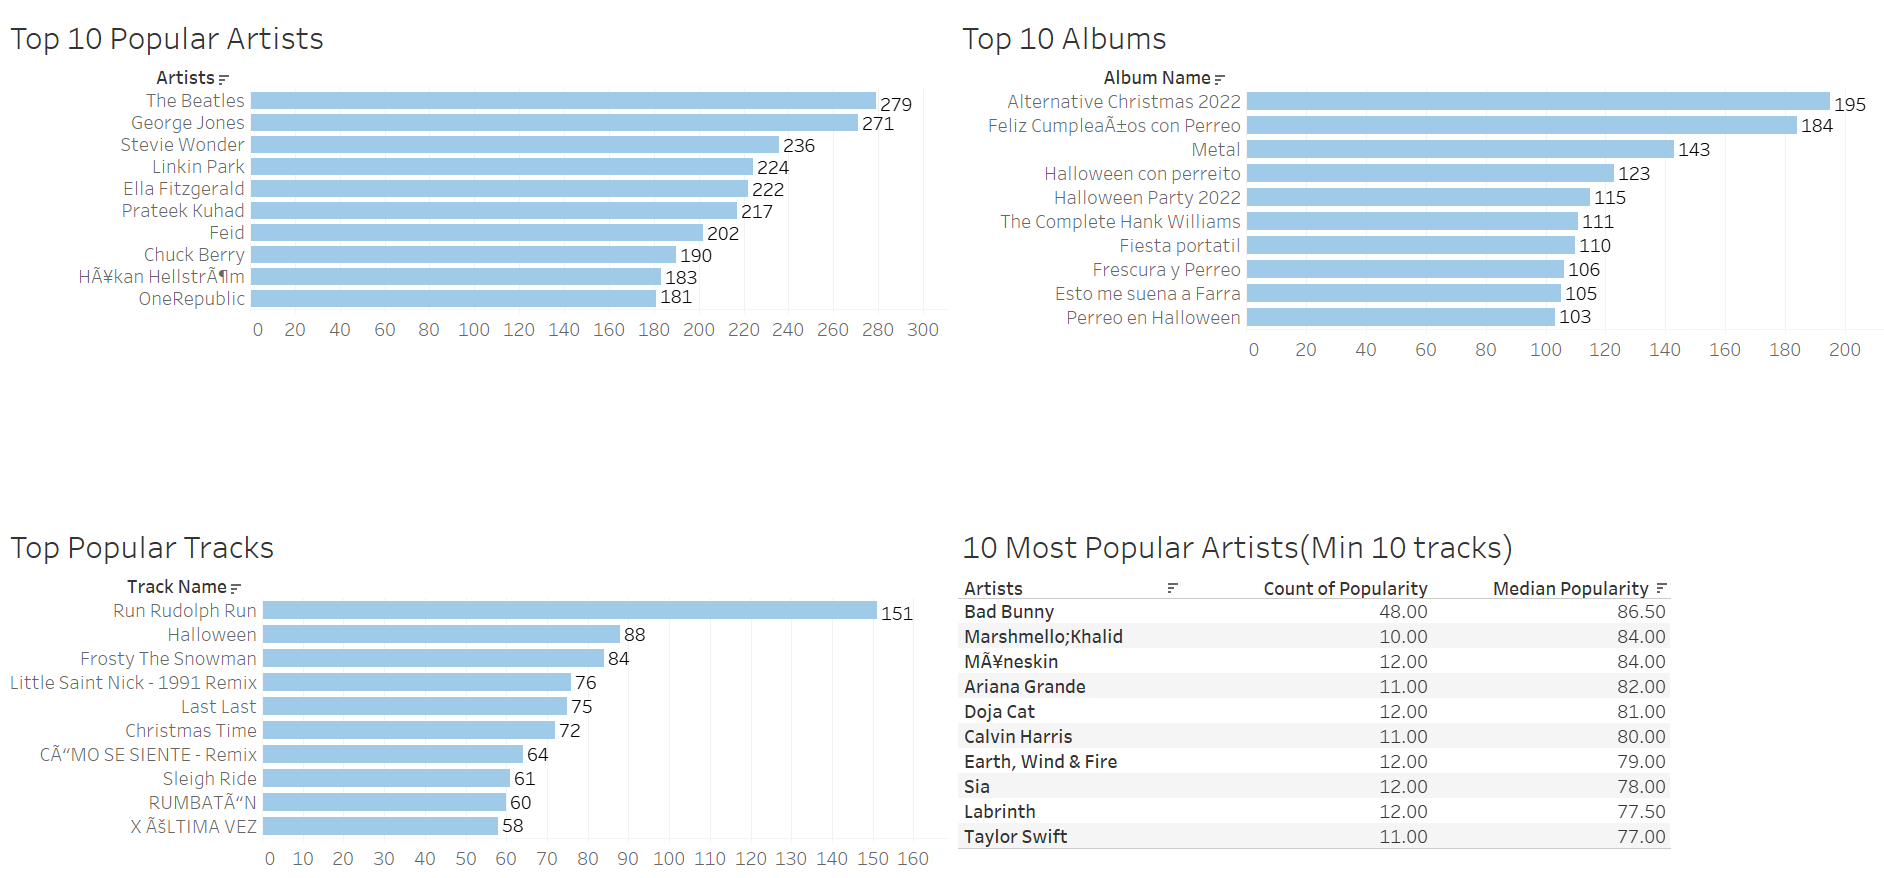 Top 10 Popular Artists
Artists
The Beatles 279
George Jones 271
Stevie Wonder 236
Linkin Park 224
Ella Fitzgerald 222
Prateek Kuhad 217
Feid 202
Chuck Berry 190
HÃ¥kan HellstrÃ¶m 183
OneRepublic 181
0 20 40 60 80 100 120 140 160 180 200 220 240 260 280 300
Top 10 Albums
Album Name
Alternative Christmas 2022 195
Feliz CumpleaÃ±os con Perreo 184
Metal 143
Halloween con perreito 123
Halloween Party 2022 115
The Complete Hank Williams 111
Fiesta portatil 110
Frescura y Perreo 106
Esto me suena a Farra 105
Perreo en Halloween 103
0 20 40 60 80 100 120 140 160 180 200
Top Popular Tracks
Track Name
Run Rudolph Run 151
Halloween 88
Frosty The Snowman 84
Little Saint Nick - 1991 Remix 76
Last Last 75
Christmas Time 72
CÃ“MO SE SIENTE - Remix 64
Sleigh Ride 61
RUMBATÃ“N 60
X ÃšLTIMA VEZ 58
0 10 20 30 40 50 60 70 80 90 100 110 120 130 140 150 160
10 Most Popular Artists(Min 10 tracks)
Artists Count of Popularity Median Popularity
Bad Bunny 48.00 86.50
Marshmello;Khalid 10.00 84.00
MÃ¥neskin 12.00 84.00
Ariana Grande 11.00 82.00
Doja Cat 12.00 81.00
Calvin Harris 11.00 80.00
Earth, Wind & Fire 12.00 79.00
Sia 12.00 78.00
Labrinth 12.00 77.50
Taylor Swift 11.00 77.00